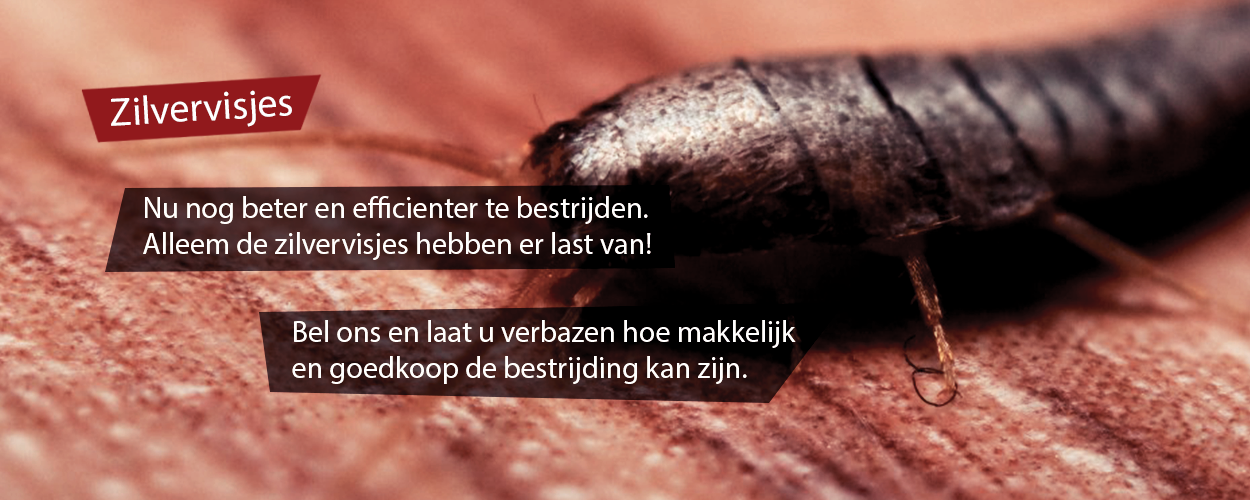 Zilvervisjes
Nu nog beter en efficienter te bestrijden.
Alleem de zilvervisjes hebben er last van!
Bel ons en laat u verbazen hoe makkelijk
en goedkoop de bestrijding kan zijn.